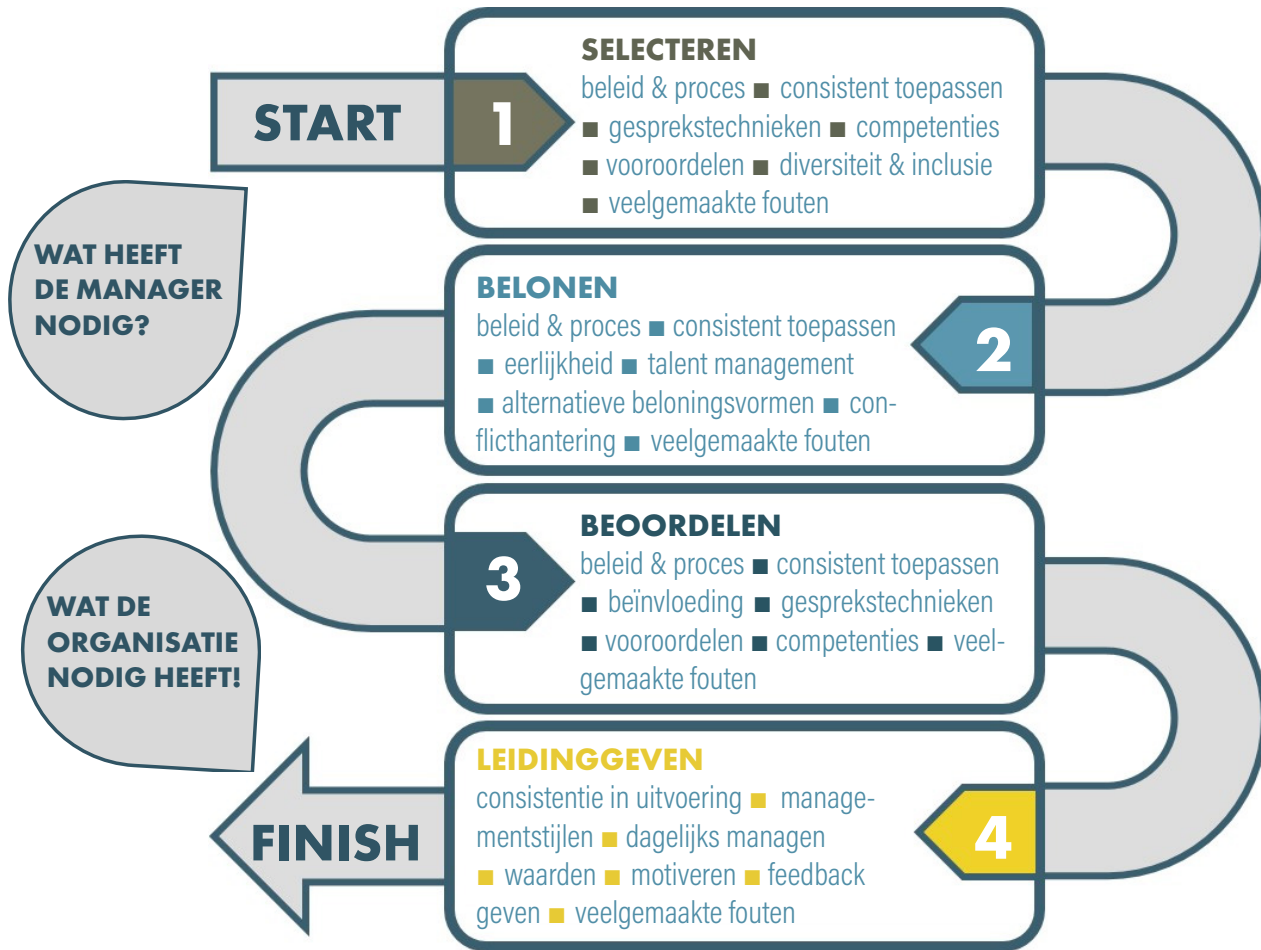 SELECTEREN
beleid & proces ■ consistent toepassen
■ gesprekstechnieken ■ competenties
■ vooroordelen ■ diversiteit & inclusie
■ veelgemaakte fouten
START
1
WAT HEEFT
DE MANAGER
NODIG?
BELONEN
beleid & proces ■ consistent toepassen
■ eerlijkheid ■ talent management
■ alternatieve beloningsvormen ■ con-
flicthantering ■ veelgemaakte fouten
2
BEOORDELEN
beleid & proces ■ consistent toepassen
■ beïnvloeding ■ gesprekstechnieken
■ vooroordelen ■ competenties ■ veel-
gemaakte fouten
3
WAT DE
ORGANISATIE
NODIG HEEFT!
LEIDINGGEVEN
consistentie in uitvoering ■ manage-
mentstijlen ■ dagelijks managen
■ waarden ■ motiveren ■ feedback
geven ■ veelgemaakte fouten
4
FINISH